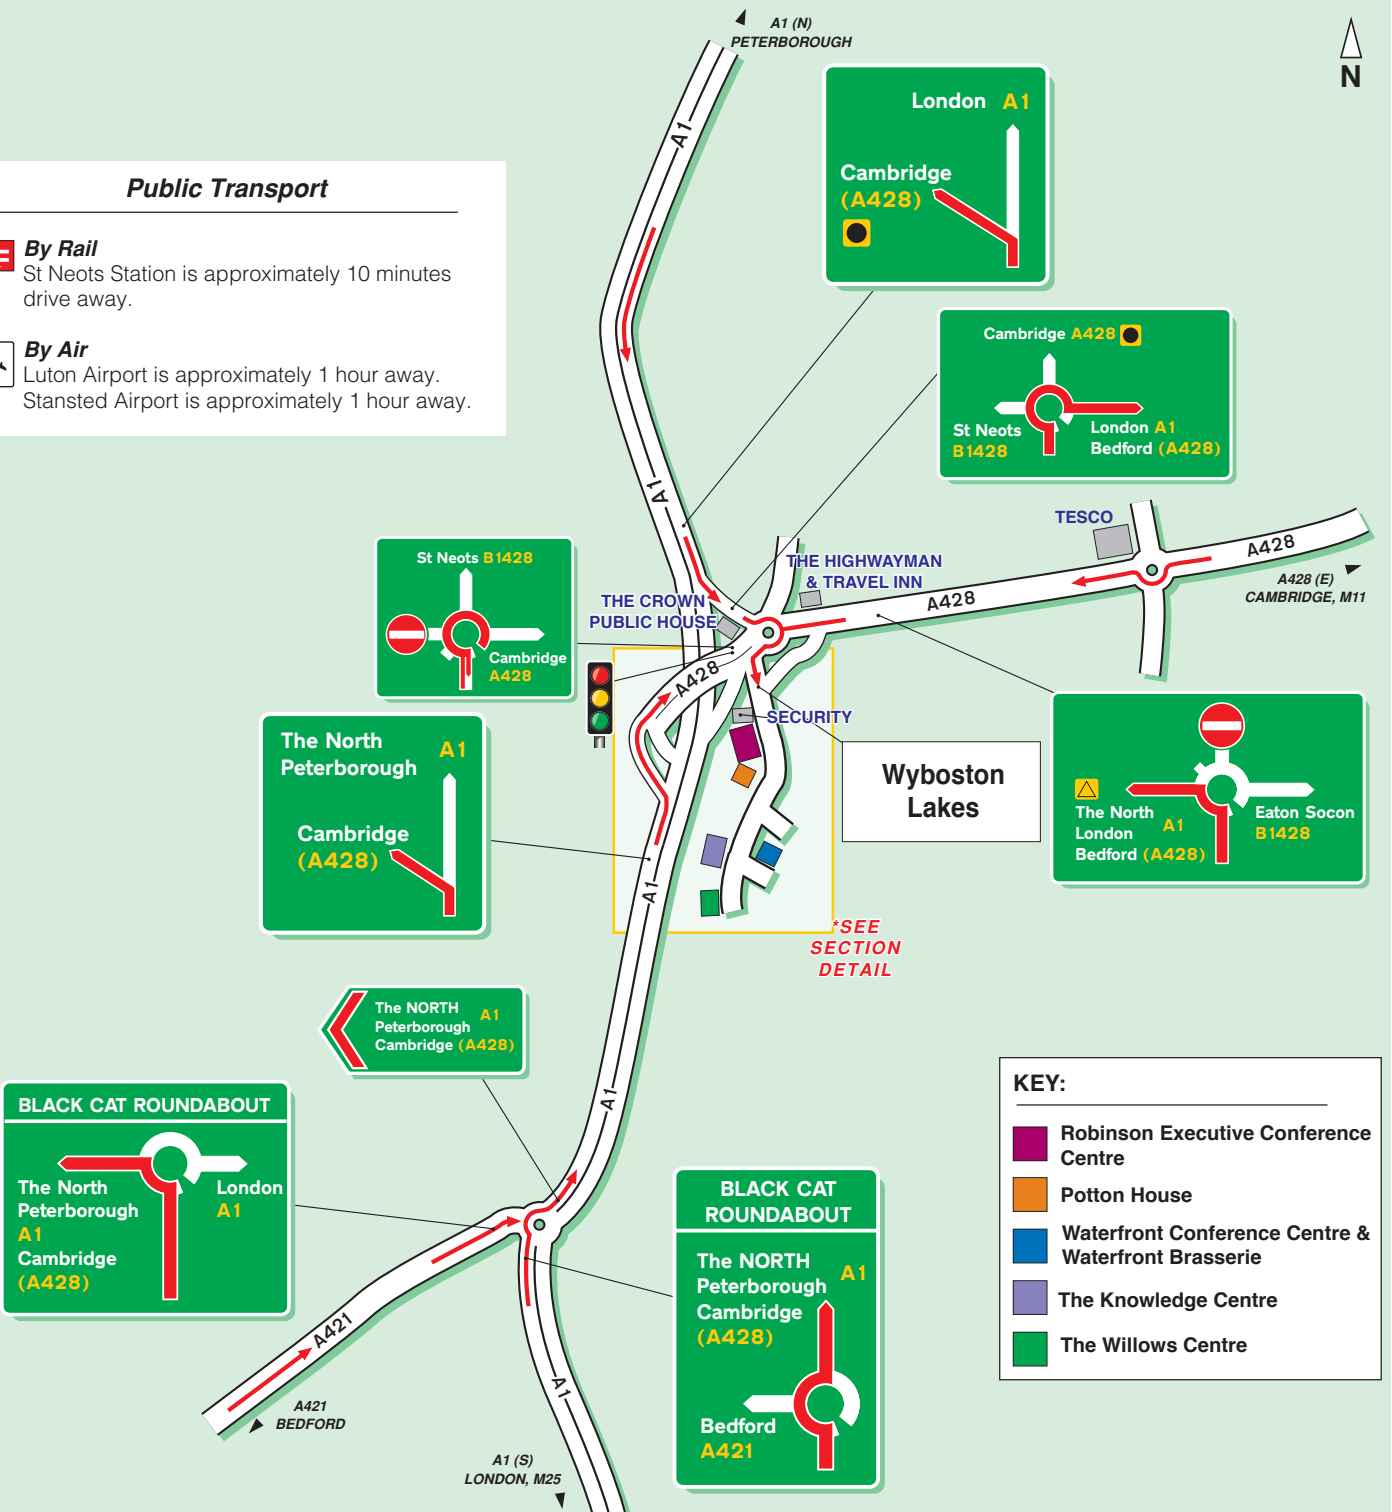 A1 (N)
PETERBOROUGH
N
London A1
Cambridge
(A428)
Public Transport
By Rail
St Neots Station is approximately 10 minutes
drive away.
By Air
Luton Airport is approximately 1 hour away.
Stansted Airport is approximately 1 hour away.
A1
Cambridge A428
St Neots
B1428
London A1
Bedford (A428)
A1
TESCO
A428
A428 (E)
CAMBRIDGE, M11
St Neots B1428
Cambridge
A428
THE HIGHWAYMAN
& TRAVEL INN
THE CROWN
PUBLIC HOUSE
A428
A428
SECURITY
Wyboston
Lakes
The North
Peterborough
A1
Cambridge
(A428)
The North
London
A1
Bedford (A428)
Eaton Socon
B1428
A1
*SEE
SECTION
DETAIL
The NORTH
Peterborough
A1
Cambridge (A428)
A1
BLACK CAT ROUNDABOUT
The North
Peterborough
A1
Cambridge
(A428)
London
A1
BLACK CAT
ROUNDABOUT
The NORTH
Peterborough
A1
Cambridge
(A428)
Bedford
A421
A421
A421
BEDFORD
A1
A1 (S)
LONDON, M25
KEY:
Robinson Executive Conference
Centre
Potton House
Waterfront Conference Centre &
Waterfront Brasserie
The Knowledge Centre
The Willows Centre